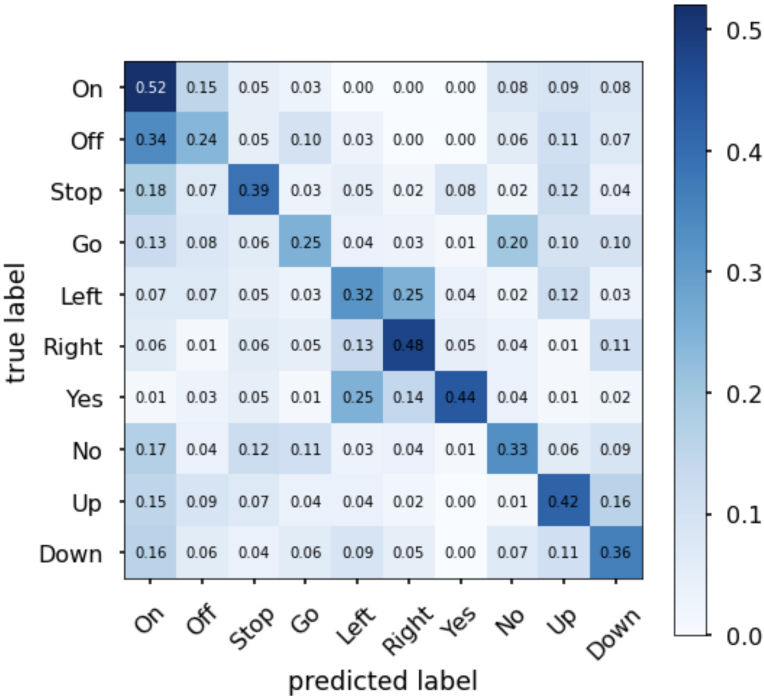 On 0.52 0.15 0.05 0.03 0.00 0.00 0.00 0.08 0.09 0.08
Off 0.34 0.24 0.05 0.10 0.03 0.00 0.00 0.06 0.11 0.07
Stop 0.18 0.07 0.39 0.03 0.05 0.02 0.08 0.02 0.12 0.04
Go 0.13 0.08 0.06 0.25 0.04 0.03 0.01 0.20 0.10 0.10
Left 0.07 0.07 0.05 0.03 0.32 0.25 0.04 0.02 0.12 0.03
Right 0.06 0.01 0.06 0.05 0.13 0.48 0.05 0.04 0.01 0.11
Yes 0.01 0.03 0.05 0.01 0.25 0.14 0.44 0.04 0.01 0.02
No 0.17 0.04 0.12 0.11 0.03 0.04 0.01 0.33 0.06 0.09
Up 0.15 0.09 0.07 0.04 0.04 0.02 0.00 0.01 0.42 0.16
Down 0.16 0.06 0.04 0.06 0.09 0.05 0.00 0.07 0.11 0.36
On Off Stop Go Left Right Yes No Up Down
predicted label
true label
0.5
0.4
0.3
0.2
0.1
0.0